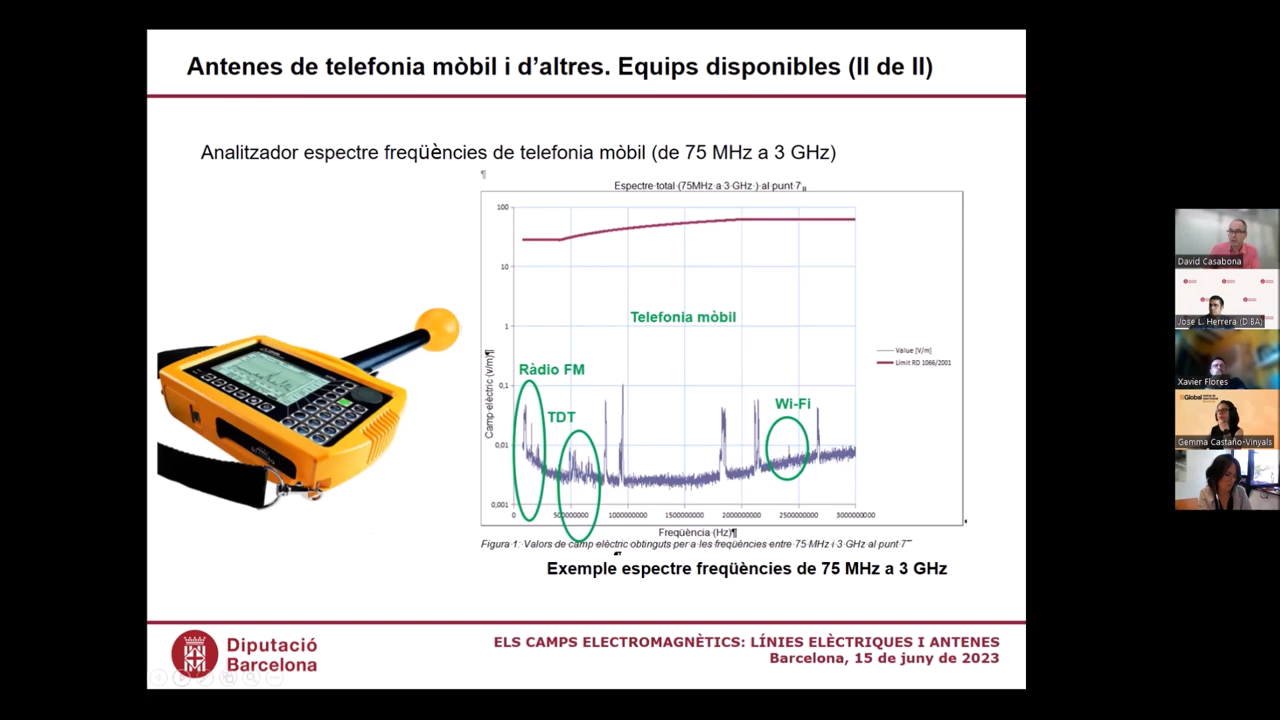 Antenes de telefonia mòbil i d'altres. Equips disponibles (II de II)
Analitzador espectre freqüències de telefonia mòbil (de 75 MHz a 3 GHz)
¶
Espectre·total·(75MHz·a·3·GHz·)·al·punt·7
100
10
1
0,1
0,01
0,001
Camp·elèctric·(v/m)¶
Telefonia mòbil
Ràdio FM
TDT
Wi-Fi
Value [V/m]
Límit RD 1066/2001
0
500000000
1000000000
1500000000
2000000000
2500000000
3000000000
Freqüència·(Hz)¶
Figura·1:·Valors·de·camp·elèctric·obtinguts·per·a·les·freqüències·entre·75·MHz·i·3·GHz·al·punt·7
¶
Exemple espectre freqüències de 75 MHz a 3 GHz
Diputació
Barcelona
ELS CAMPS ELECTROMAGNÈTICS: LÍNIES ELÈCTRIQUES I ANTENES
Barcelona, 15 de juny de 2023
David Casabona
Jose L. Herrera (DIBA)
Xavier Flores
ISGlobal
Gemma Castaño-Vinyals